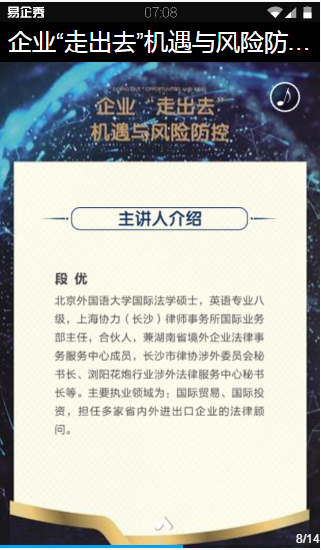 易企秀
07:08
企业“走出去”机遇与风险防…
企业 “走出去”
机遇与风险防控
主讲人介绍
段 优
北京外国语大学国际法学硕士，英语专业八
级，上海协力（长沙）律师事务所国际业务
部主任，合伙人，兼湖南省境外企业法律事
务服务中心成员，长沙市律协涉外委员会秘
书长、浏阳花炮行业涉外法律服务中心秘书
长等。主要执业领域为：国际贸易、国际投
资，担任多家省内外进出口企业的法律顾
问。
8/14